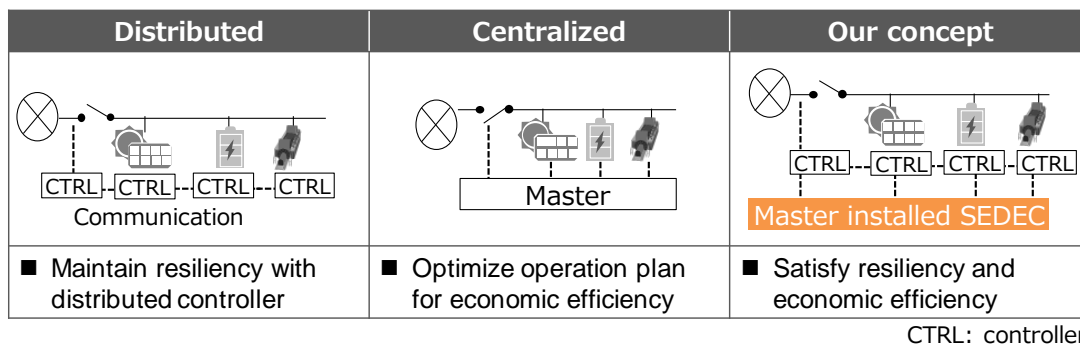 Distributed
Centralized
Our concept
CTRL CTRL CTRL CTRL
Communication
Master
CTRL CTRL CTRL CTRL
Master installed SEDEC
■ Maintain resiliency with
distributed controller
■ Optimize operation plan
for economic efficiency
■ Satisfy resiliency and
economic efficiency
CTRL: controller